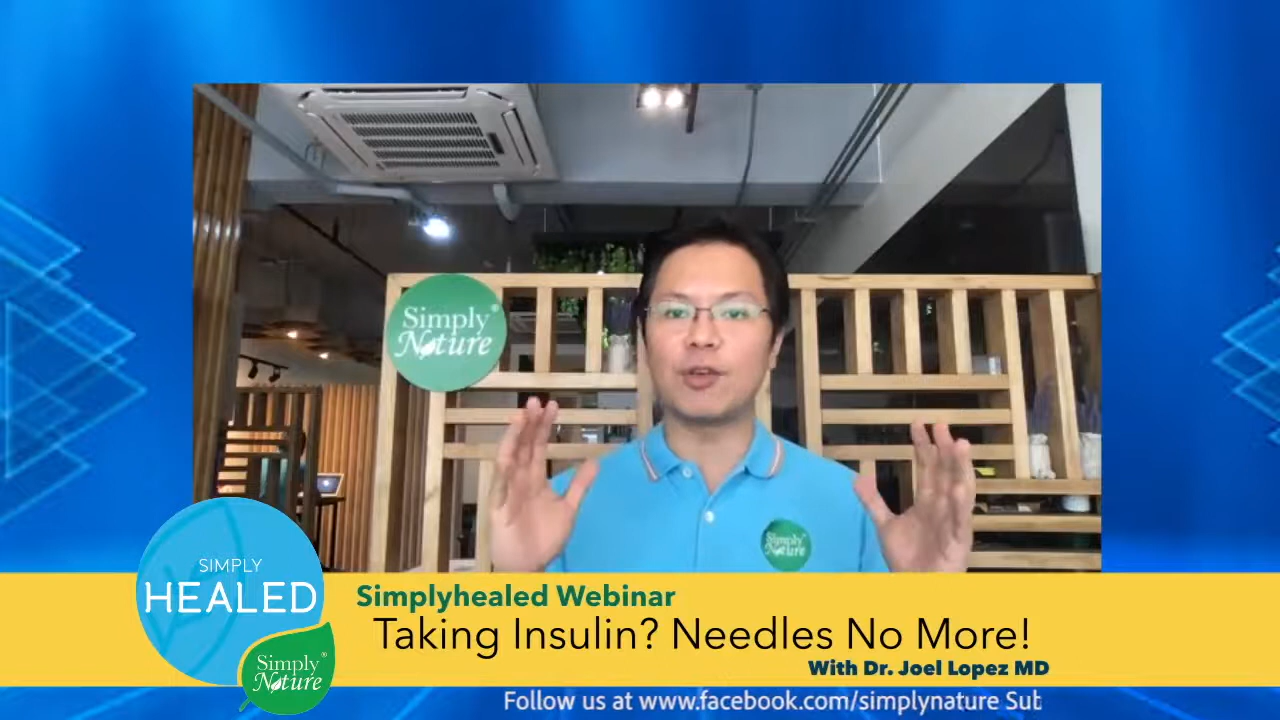 Simply
Nature
Simply
Nature
SIMPLY
HEALED
Simply
Nature
Simplyhealed Webinar
Taking Insulin? Needles No More!
With Dr. Joel Lopez MD
Follow us at www.facebook.com/simplynature Sub